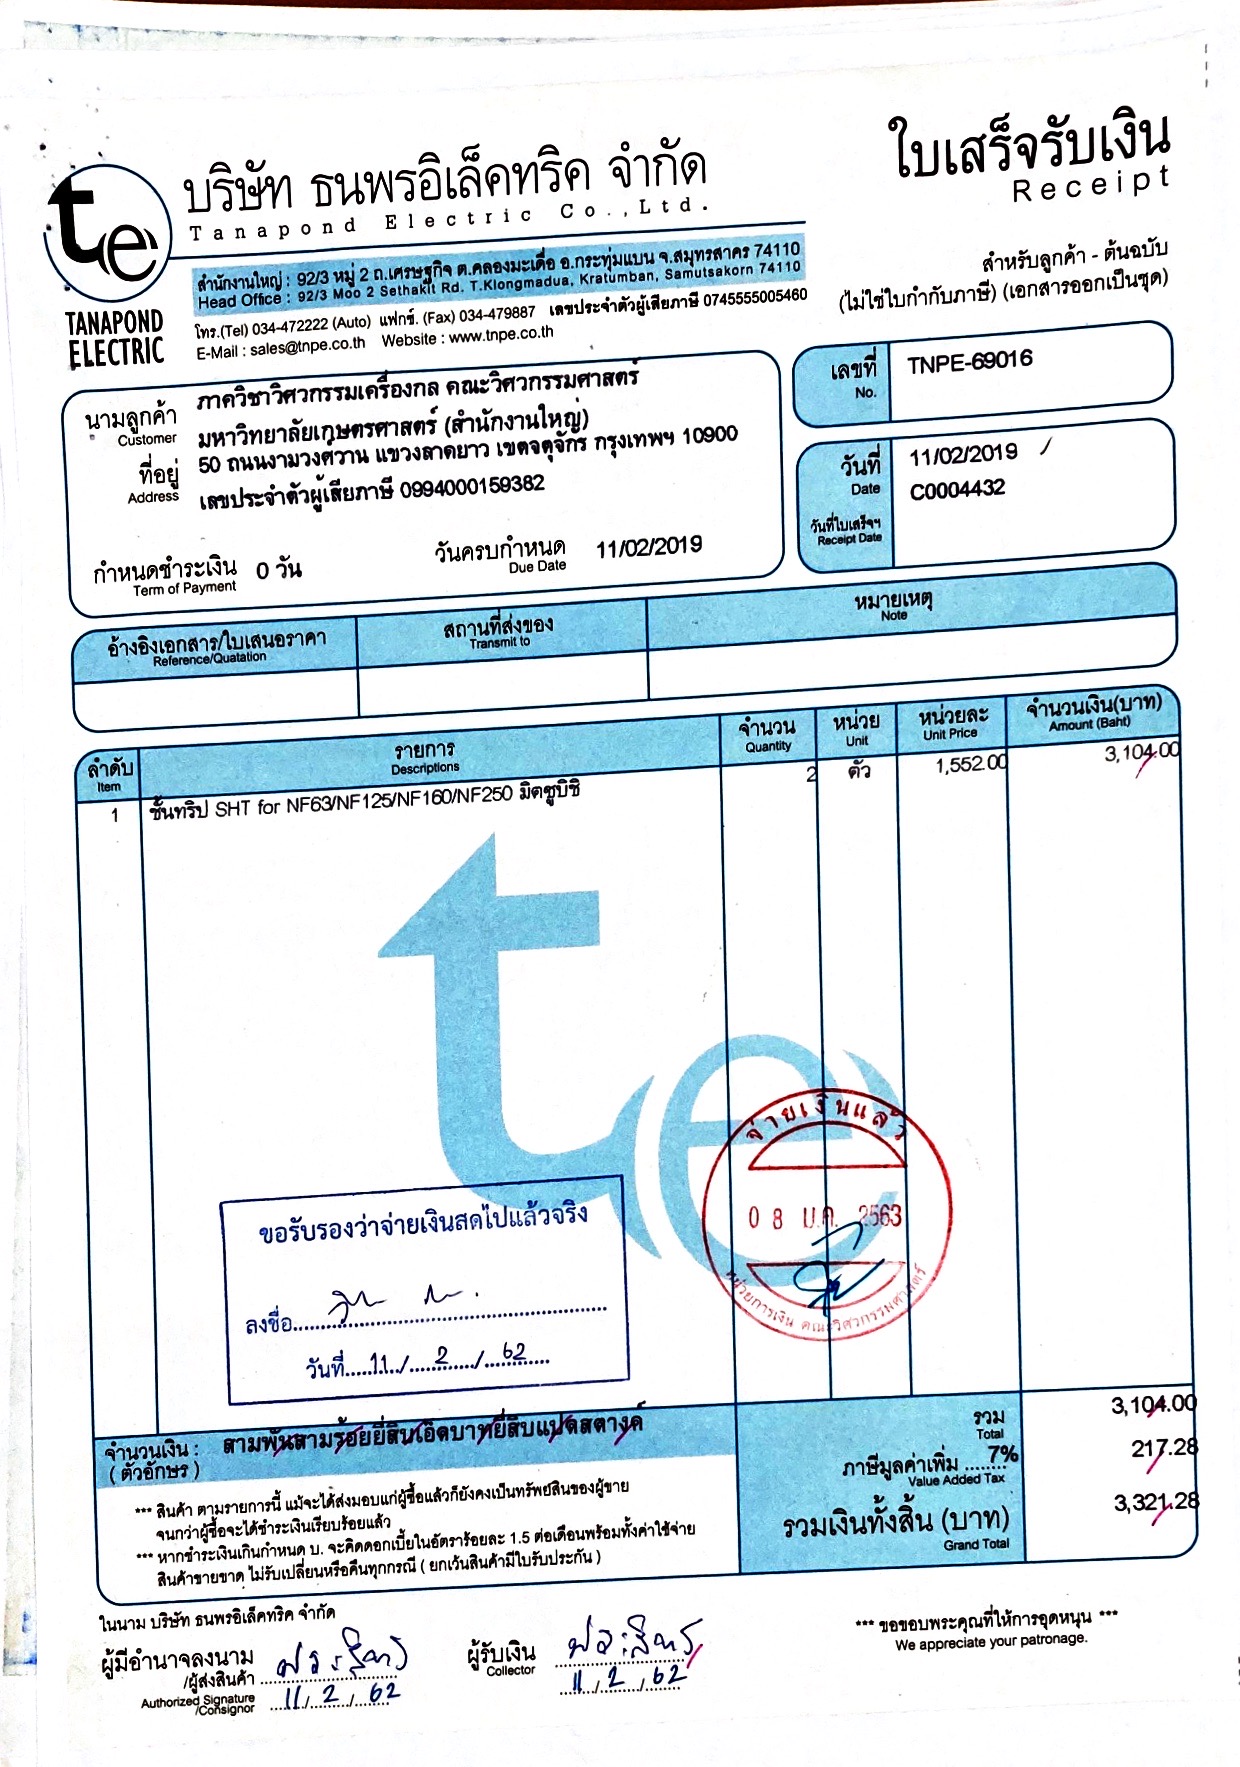 ใบเสร็จรับเงิน
Receipt
te
TANAPOND
ELECTRIC
บริษัท ธนพรอิเล็คทริค จำกัด
Tanapond Electric Co.,Ltd.
สำนักงานใหญ่ : 92/3 หมู่ 2 ถ.เศรษฐกิจ ต.คลองมะเดื่อ อ.กระทุ่มแบน จ.สมุทรสาคร 74110
Head Office : 92/3 Moo 2 Sethakit Rd. T.Klongmadua, Kratumban, Samutsakorn 74110
โทร.(Tel) 034-472222 (Auto) แฟกซ์. (Fax) 034-479887 เลขประจำตัวผู้เสียภาษี 0745555005460
E-Mail : sales@tnpe.co.th Website : www.tnpe.co.th
สำหรับลูกค้า - ต้นฉบับ
(ไม่ใช่ใบกำกับภาษี) (เอกสารออกเป็นชุด)
นามลูกค้า ภาควิชาวิศวกรรมเครื่องกล คณะวิศวกรรมศาสตร์
Customer มหาวิทยาลัยเกษตรศาสตร์ (สำนักงานใหญ่)
ที่อยู่ 50 ถนนงามวงศ์วาน แขวงลาดยาว เขตจตุจักร กรุงเทพฯ 10900
Address เลขประจำตัวผู้เสียภาษี 0994000159382
กำหนดชำระเงิน 0 วัน วันครบกำหนด 11/02/2019
Term of Payment Due Date
เลขที่ TNPE-69016
No.
วันที่ 11/02/2019
Date C0004432
วันที่ใบเสร็จฯ
Receipt Date
อ้างอิงเอกสาร/ใบเสนอราคา สถานที่ส่งของ หมายเหตุ
Reference/Quatation Transmit to Note
ลำดับ รายการ จำนวน หน่วย หน่วยละ จำนวนเงิน(บาท)
Item Descriptions Quantity Unit Unit Price Amount (Baht)
1 ชั้นทริป SHT for NF63/NF125/NF160/NF250 มิตซูบิชิ 2 ตัว 1,552.00 3,104.00
จ่ายเงินแล้ว
08 ม.ค. 2563
หน่วยการเงิน คณะวิศวกรรมศาสตร์
ขอรับรองว่าจ่ายเงินสดไปแล้วจริง
ลงชื่อ
วันที่ 11 / 2 / 62
จำนวนเงิน : สามพันสามร้อยยี่สิบเอ็ดบาทยี่สิบแปดสตางค์
( ตัวอักษร )
รวม 3,104.00
Total
ภาษีมูลค่าเพิ่ม 7% 217.28
Value Added Tax
รวมเงินทั้งสิ้น (บาท) 3,321.28
Grand Total
*** สินค้า ตามรายการนี้ แม้จะได้ส่งมอบแก่ผู้ซื้อแล้วก็ยังคงเป็นทรัพย์สินของผู้ขาย
จนกว่าผู้ซื้อจะได้ชำระเงินเรียบร้อยแล้ว
*** หากชำระเงินเกินกำหนด บ. จะคิดดอกเบี้ยในอัตราร้อยละ 1.5 ต่อเดือนพร้อมทั้งค่าใช้จ่าย
สินค้าขายขาด ไม่รับเปลี่ยนหรือคืนทุกกรณี ( ยกเว้นสินค้ามีใบรับประกัน )
ในนาม บริษัท ธนพรอิเล็คทริค จำกัด
ผู้มีอำนาจลงนาม
/ผู้ส่งสินค้า
Authorized Signature
/Consignor
11 / 2 / 62
ผู้รับเงิน
Collector
11 / 2 / 62
*** ขอขอบพระคุณที่ให้การอุดหนุน ***
We appreciate your patronage.